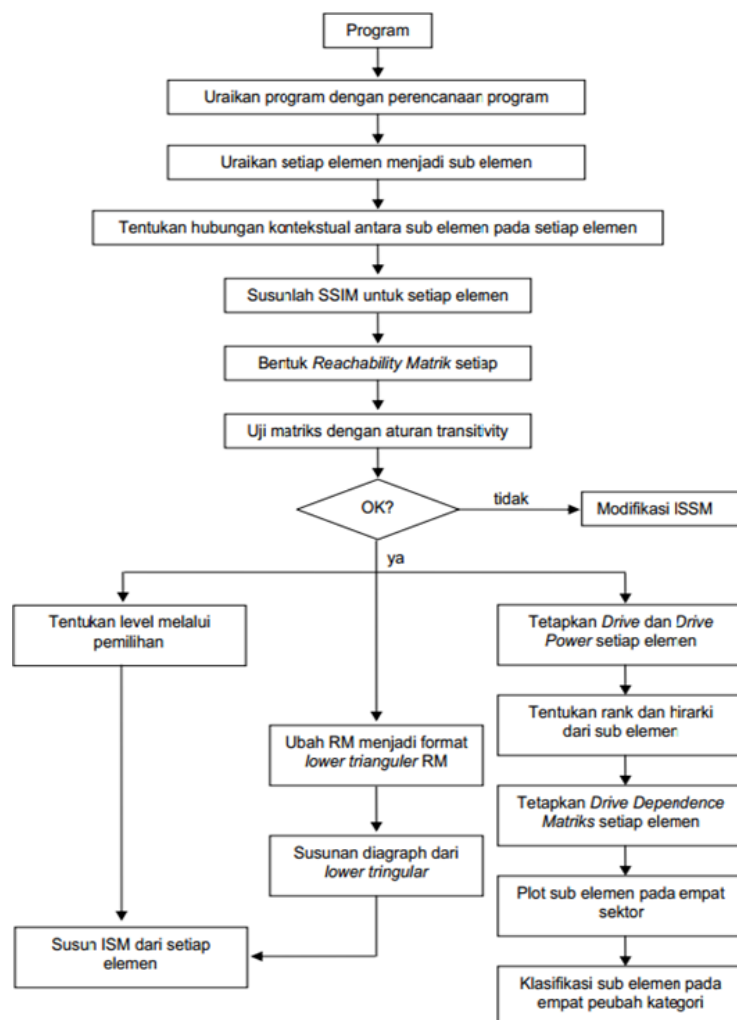 Program
Uraikan program dengan perencanaan program
Uraikan setiap elemen menjadi sub elemen
Tentukan hubungan kontekstual antara sub elemen pada setiap elemen
Susunlah SSIM untuk setiap elemen
Bentuk Reachability Matrik setiap
Uji matriks dengan aturan transitivity
OK?
tidak
Modifikasi ISSM
ya
Tentukan level melalui
pemilihan
Ubah RM menjadi format
lower trianguler RM
Susunan diagraph dari
lower tringular
Susun ISM dari setiap
elemen
Tetapkan Drive dan Drive
Power setiap elemen
Tentukan rank dan hirarki
dari sub elemen
Tetapkan Drive Dependence
Matriks setiap elemen
Plot sub elemen pada empat
sektor
Klasifikasi sub elemen pada
empat peubah kategori